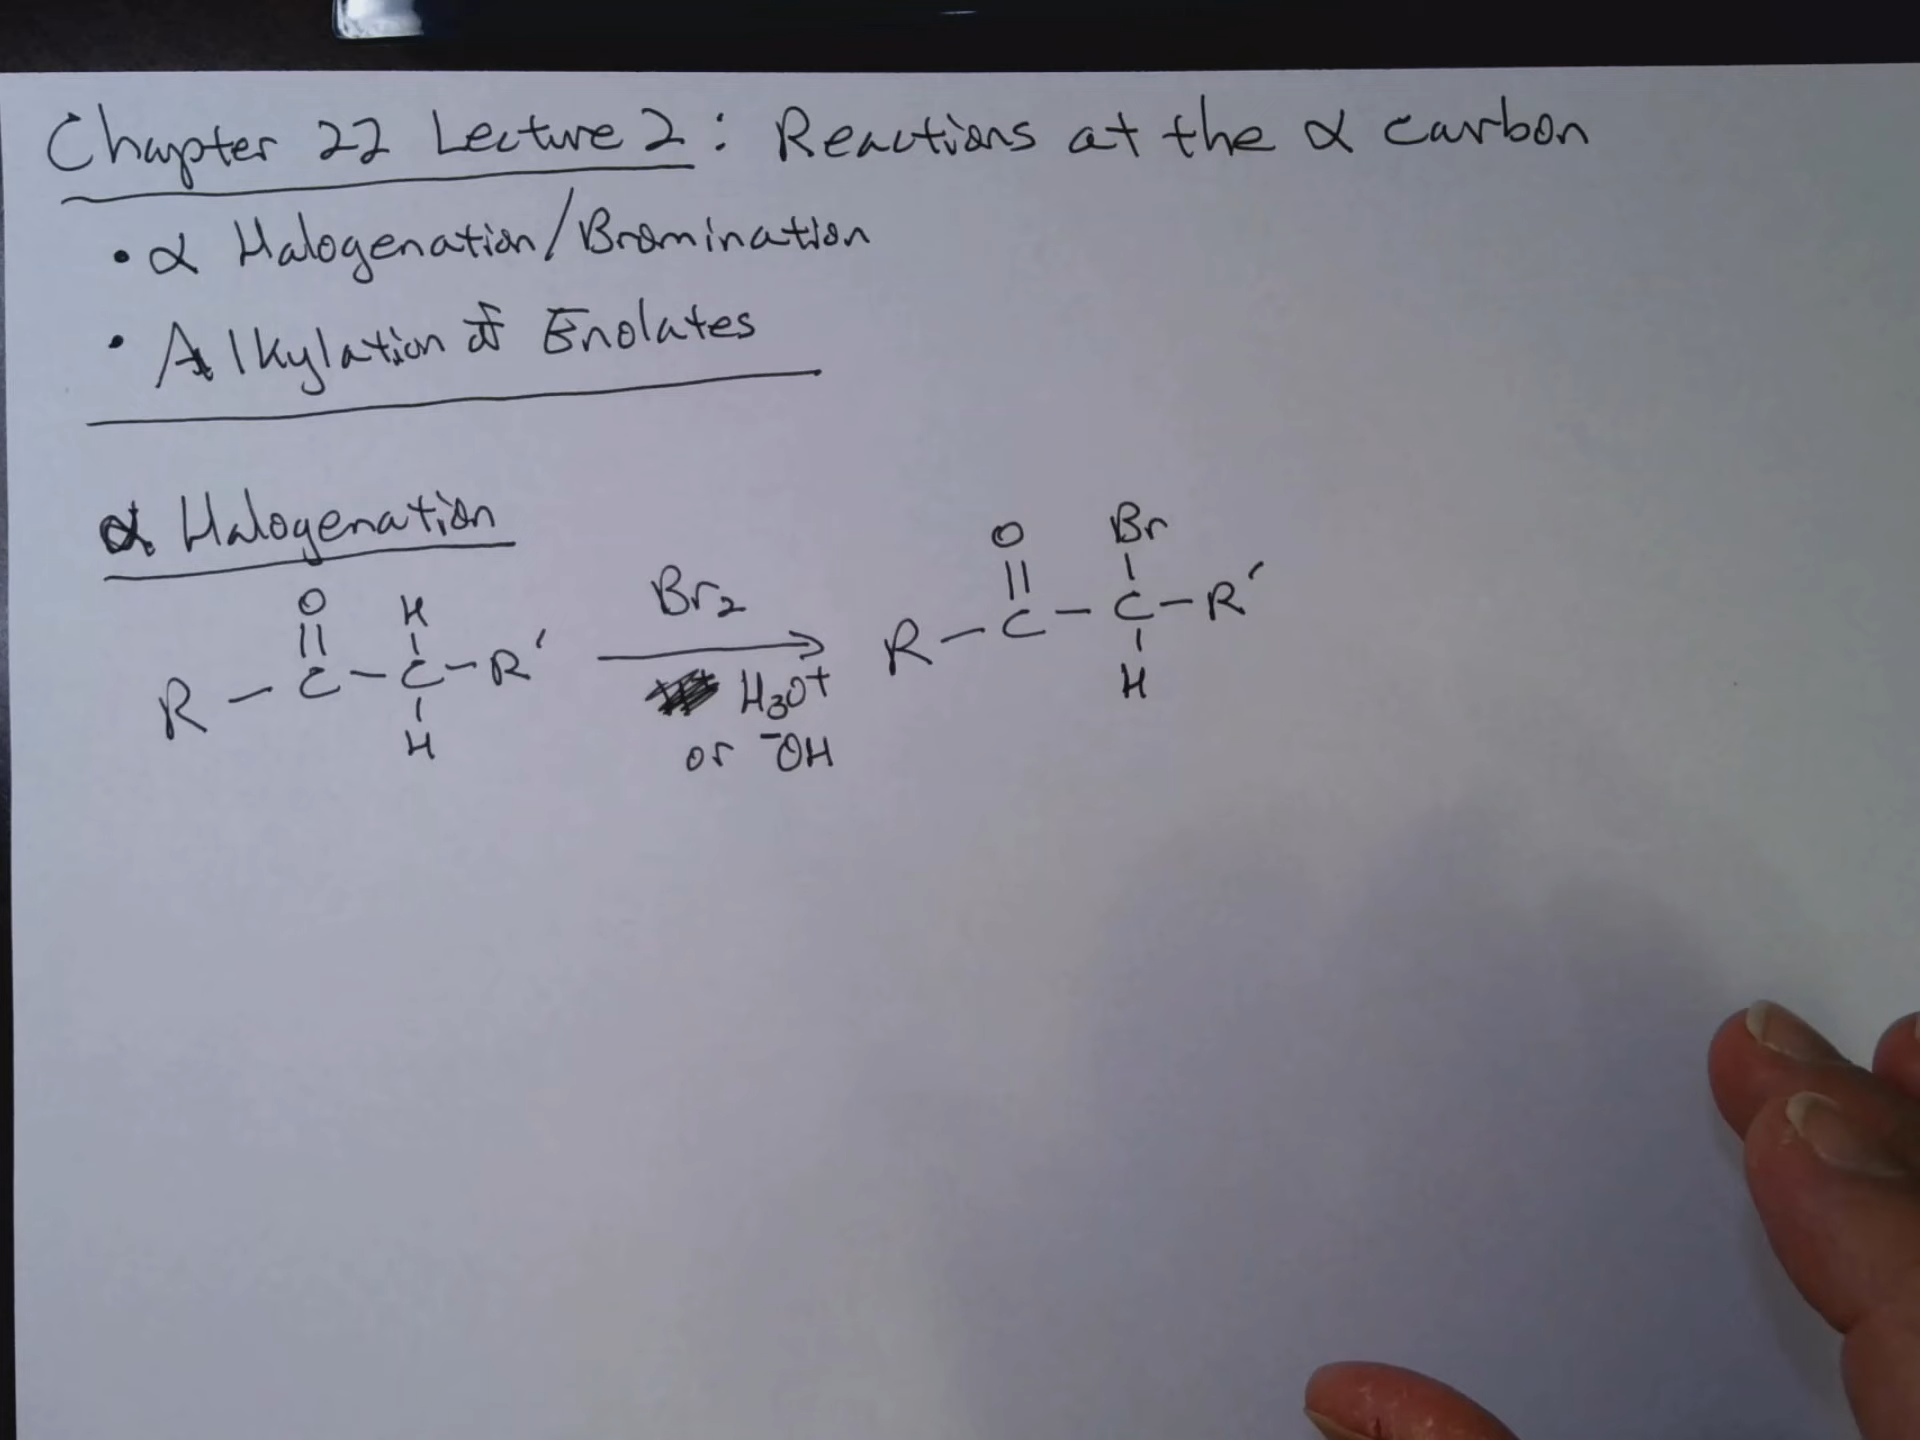 Chapter 22 Lecture 2: Reactions at the α carbon
• α Halogenation/Bromination
• Alkylation of Enolates
α Halogenation
O H
|| |
R — C — C — R'
|
H
Br2
H3O+
or -OH
O Br
|| |
R — C — C — R'
|
H